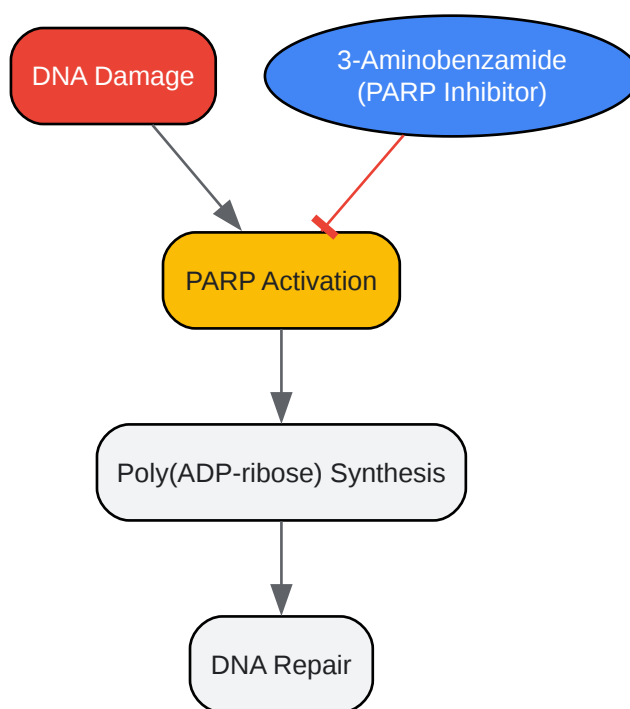 DNA Damage
3-Aminobenzamide
(PARP Inhibitor)
PARP Activation
Poly(ADP-ribose) Synthesis
DNA Repair